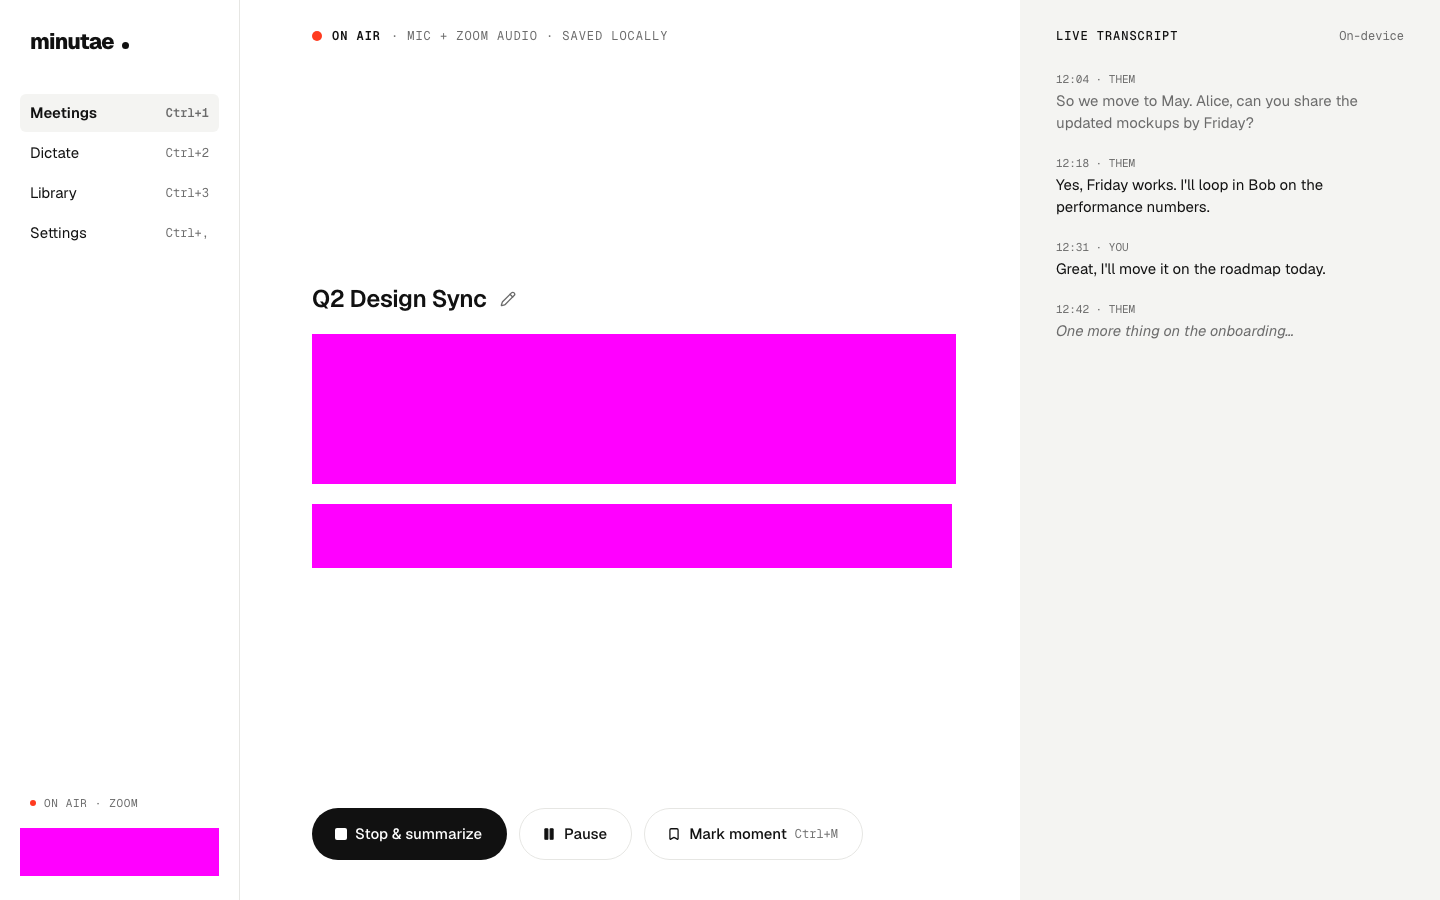 minutae
Meetings Ctrl+1
Dictate Ctrl+2
Library Ctrl+3
Settings Ctrl+,
ON AIR · ZOOM
ON AIR · MIC + ZOOM AUDIO · SAVED LOCALLY
Q2 Design Sync
Stop & summarize
Pause
Mark moment Ctrl+M
LIVE TRANSCRIPT On-device
12:04 · THEM
So we move to May. Alice, can you share the
updated mockups by Friday?
12:18 · THEM
Yes, Friday works. I'll loop in Bob on the
performance numbers.
12:31 · YOU
Great, I'll move it on the roadmap today.
12:42 · THEM
One more thing on the onboarding…